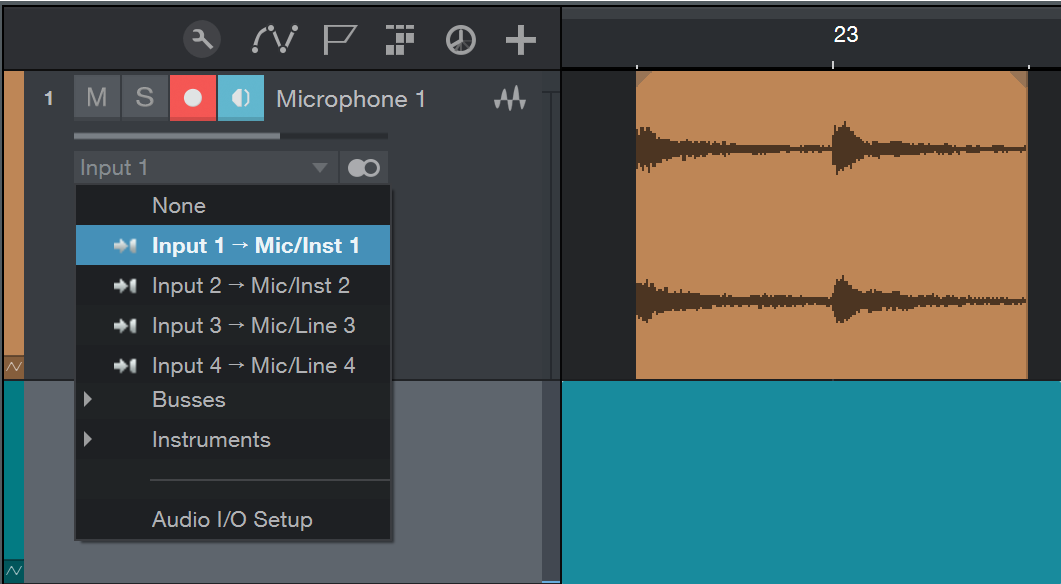 23
1 M S Microphone 1
Input 1
None
Input 1 → Mic/Inst 1
Input 2 → Mic/Inst 2
Input 3 → Mic/Line 3
Input 4 → Mic/Line 4
Busses
Instruments
Audio I/O Setup